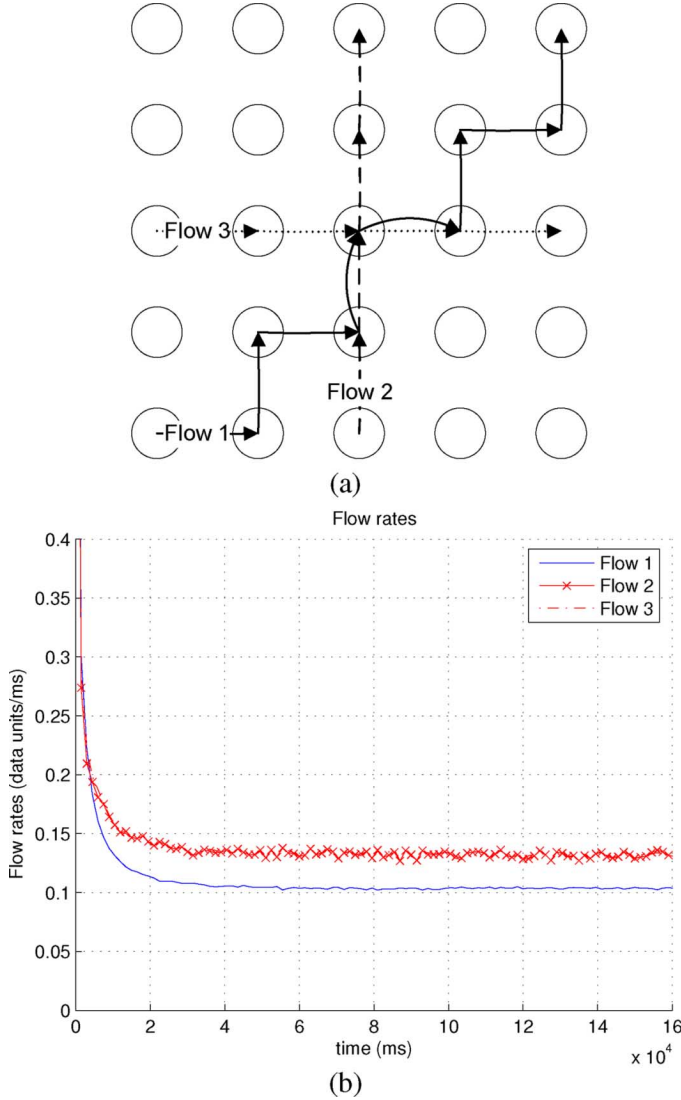 Flow 3
Flow 2
Flow 1
(a)
Flow rates
0.4
0.35
0.3
0.25
0.2
0.15
0.1
0.05
0
Flow rates (data units/ms)
Flow 1
Flow 2
Flow 3
0 2 4 6 8 10 12 14 16
time (ms)
x 10^4
(b)